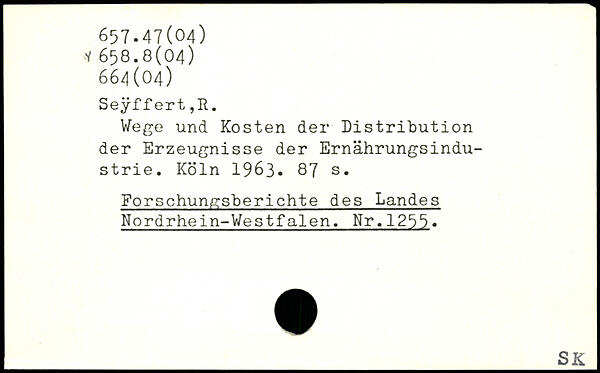 657.47(04)
658.8(04)
664(04)
Seÿffert,R.
Wege und Kosten der Distribution
der Erzeugnisse der Ernährungsindu-
strie. Köln 1963. 87 s.
Forschungsberichte des Landes
Nordrhein-Westfalen. Nr.1255.
SK